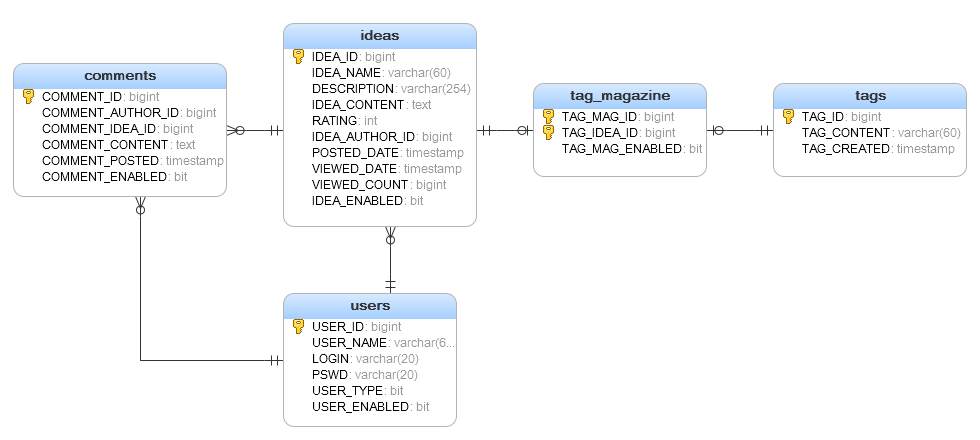 comments
COMMENT_ID: bigint
COMMENT_AUTHOR_ID: bigint
COMMENT_IDEA_ID: bigint
COMMENT_CONTENT: text
COMMENT_POSTED: timestamp
COMMENT_ENABLED: bit
ideas
IDEA_ID: bigint
IDEA_NAME: varchar(60)
DESCRIPTION: varchar(254)
IDEA_CONTENT: text
RATING: int
IDEA_AUTHOR_ID: bigint
POSTED_DATE: timestamp
VIEWED_DATE: timestamp
VIEWED_COUNT: bigint
IDEA_ENABLED: bit
tag_magazine
TAG_MAG_ID: bigint
TAG_IDEA_ID: bigint
TAG_MAG_ENABLED: bit
tags
TAG_ID: bigint
TAG_CONTENT: varchar(60)
TAG_CREATED: timestamp
users
USER_ID: bigint
USER_NAME: varchar(6...
LOGIN: varchar(20)
PSWD: varchar(20)
USER_TYPE: bit
USER_ENABLED: bit